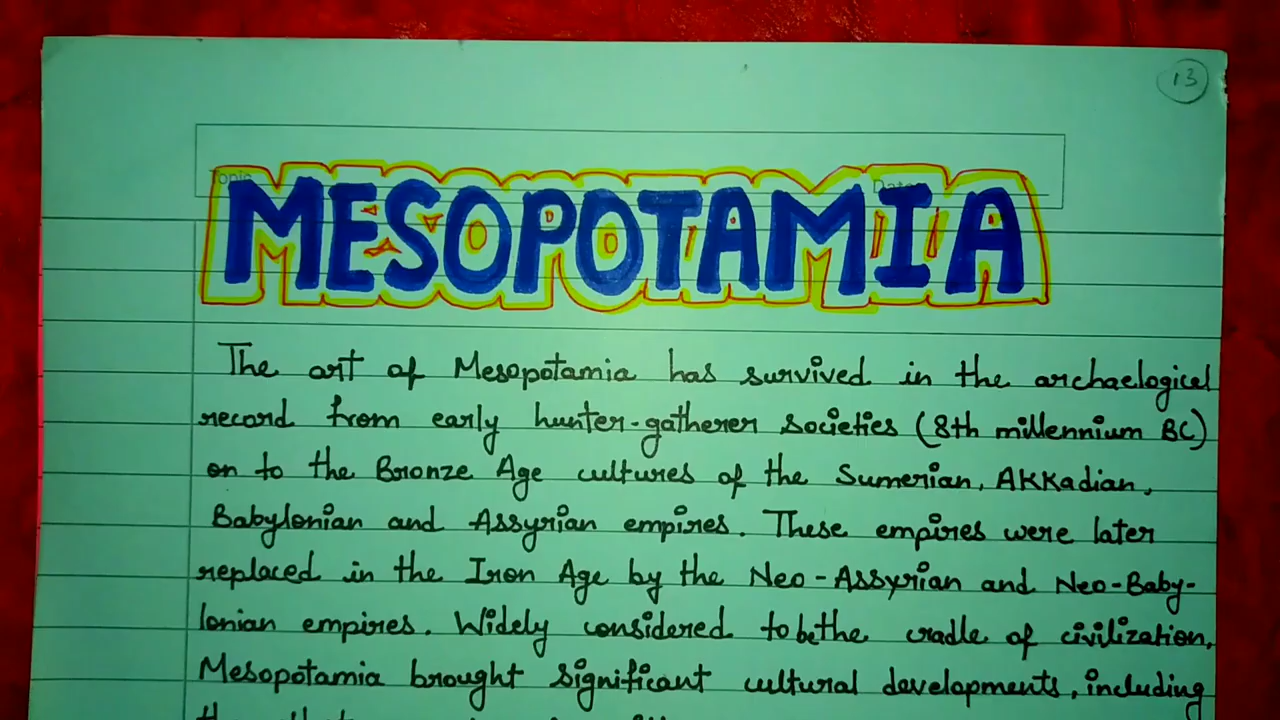 13
Topic
Date
MESOPOTAMIA
The art of Mesopotamia has survived in the archaelogical
record from early hunter-gatherer societies (8th millennium BC)
on to the Bronze Age cultures of the Sumerian, Akkadian,
Babylonian and Assyrian empires. These empires were later
replaced in the Iron Age by the Neo-Assyrian and Neo-Baby-
lonian empires. Widely considered to be the cradle of civilization,
Mesopotamia brought significant cultural developments, including